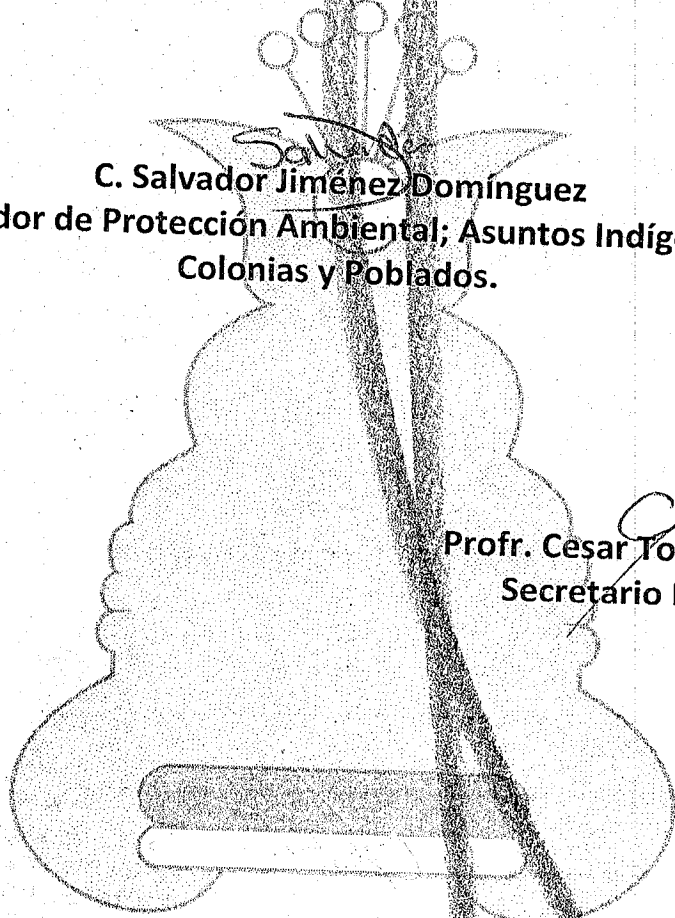 Salvador
C. Salvador Jiménez Domínguez
dor de Protección Ambiental; Asuntos Indíg
Colonias y Poblados.
Profr. Cesar To
Secretario